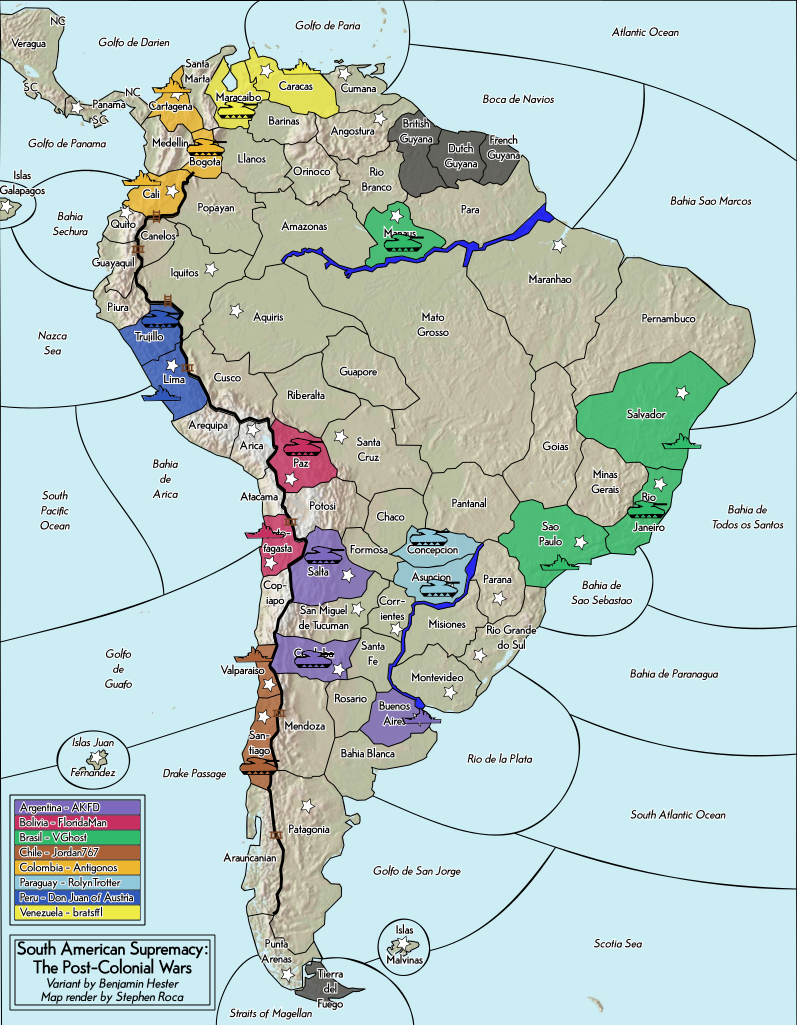 NC
Veragua
Golfo de Darien
Golfo de Paria
Atlantic Ocean
Santa
Marta
SC
Panama
NC
SC
Cartagena
Maracaibo
Caracas
Cumana
Boca de Navios
Golfo de Panama
Barinas
Angostura
British
Guyana
Dutch
Guyana
French
Guyana
Medellin
Bogota
Llanos
Orinoco
Rio
Branco
Islas
Galapagos
Cali
Popayan
Para
Bahia Sao Marcos
Bahia
Sechura
Quito
Canelos
Amazonas
Manaus
Guayaquil
Iquitos
Maranhao
Piura
Aquiris
Mato
Grosso
Pernambuco
Nazca
Sea
Trujillo
Lima
Cusco
Guapore
Riberalta
Salvador
Arequipa
Arica
Paz
Santa
Cruz
Goias
Bahia
de
Arica
South
Pacific
Ocean
Atacama
Potosi
Pantanal
Minas
Gerais
Rio
Janeiro
Bahia de
Todos os Santos
Chaco
Sao
Paulo
fagasta
Formosa
Concepcion
Salta
Asuncion
Parana
Cop-
iapo
Bahia de
Sao Sebastao
San Miguel
de Tucuman
Corr-
ientes
Misiones
Rio Grande
do Sul
Golfo
de
Guafo
Valparaiso
Santa
Fe
Montevideo
Bahia de Paranagua
Rosario
Buenos
Aires
San-
tiago
Mendoza
Bahia Blanca
Islas Juan
Fernandez
Drake Passage
Rio de la Plata
South Atlantic Ocean
Patagonia
Araucanian
Golfo de San Jorge
Argentina - AKFD
Bolivia - FloridaMan
Brasil - VGhost
Chile - Jordan767
Colombia - Antigonos
Paraguay - RolynTrotter
Peru - Don Juan of Austria
Venezuela - bratsffl
Islas
Malvinas
Scotia Sea
South American Supremacy:
The Post-Colonial Wars
Variant by Benjamin Hester
Map render by Stephen Roca
Punta
Arenas
Tierra
del
Fuego
Straits of Magellan